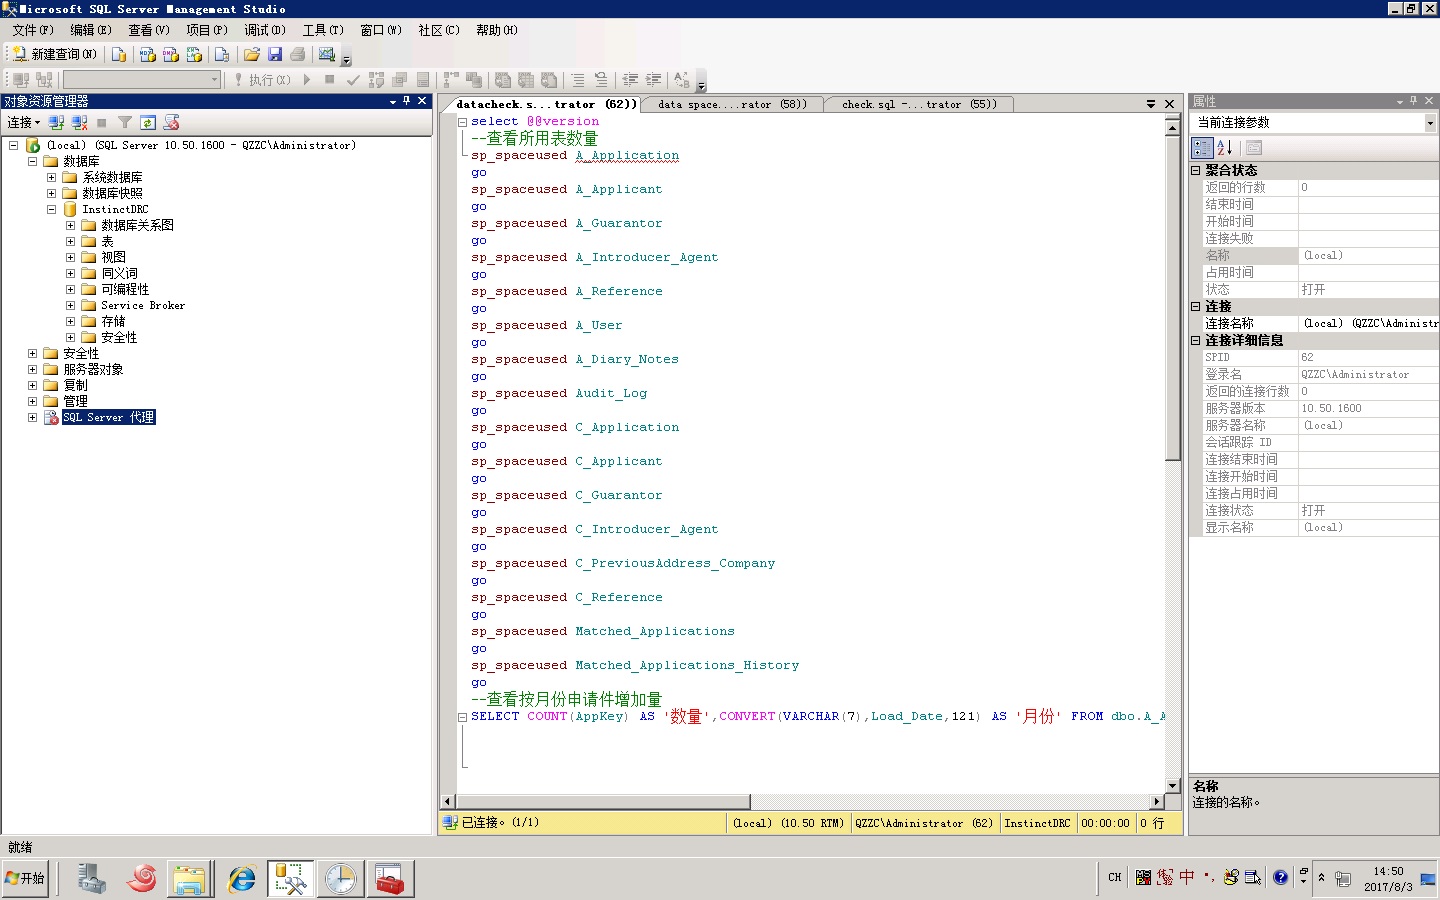 Microsoft SQL Server Management Studio
文件(F) 编辑(E) 查看(V) 项目(P) 调试(D) 工具(T) 窗口(W) 社区(C) 帮助(H)
新建查询(N)
执行(X)
对象资源管理器
连接
(local) (SQL Server 10.50.1600 - QZZC\Administrator)
数据库
系统数据库
数据库快照
InstinctDRC
数据库关系图
表
视图
同义词
可编程性
Service Broker
存储
安全性
安全性
服务器对象
复制
管理
SQL Server 代理
datacheck.s...trator (62)) data space....rator (58)) check.sql -...trator (55))
select @@version
--查看所用表数量
sp_spaceused A_Application
go
sp_spaceused A_Applicant
go
sp_spaceused A_Guarantor
go
sp_spaceused A_Introducer_Agent
go
sp_spaceused A_Reference
go
sp_spaceused A_User
go
sp_spaceused A_Diary_Notes
go
sp_spaceused Audit_Log
go
sp_spaceused C_Application
go
sp_spaceused C_Applicant
go
sp_spaceused C_Guarantor
go
sp_spaceused C_Introducer_Agent
go
sp_spaceused C_PreviousAddress_Company
go
sp_spaceused C_Reference
go
sp_spaceused Matched_Applications
go
sp_spaceused Matched_Applications_History
go
--查看按月份申请件增加量
SELECT COUNT(AppKey) AS '数量',CONVERT(VARCHAR(7),Load_Date,121) AS '月份' FROM dbo.A_A
已连接。(1/1) (local) (10.50 RTM) QZZC\Administrator (62) InstinctDRC 00:00:00 0 行
属性
当前连接参数
聚合状态
返回的行数 0
结束时间
开始时间
连接失败
名称 (local)
占用时间
状态 打开
连接
连接名称 (local) (QZZC\Administr
连接详细信息
SPID 62
登录名 QZZC\Administrator
返回的连接行数 0
服务器版本 10.50.1600
服务器名称 (local)
会话跟踪 ID
连接结束时间
连接开始时间
连接占用时间
连接状态 打开
显示名称 (local)
名称
连接的名称。
就绪
开始
CH
中
14:50
2017/8/3